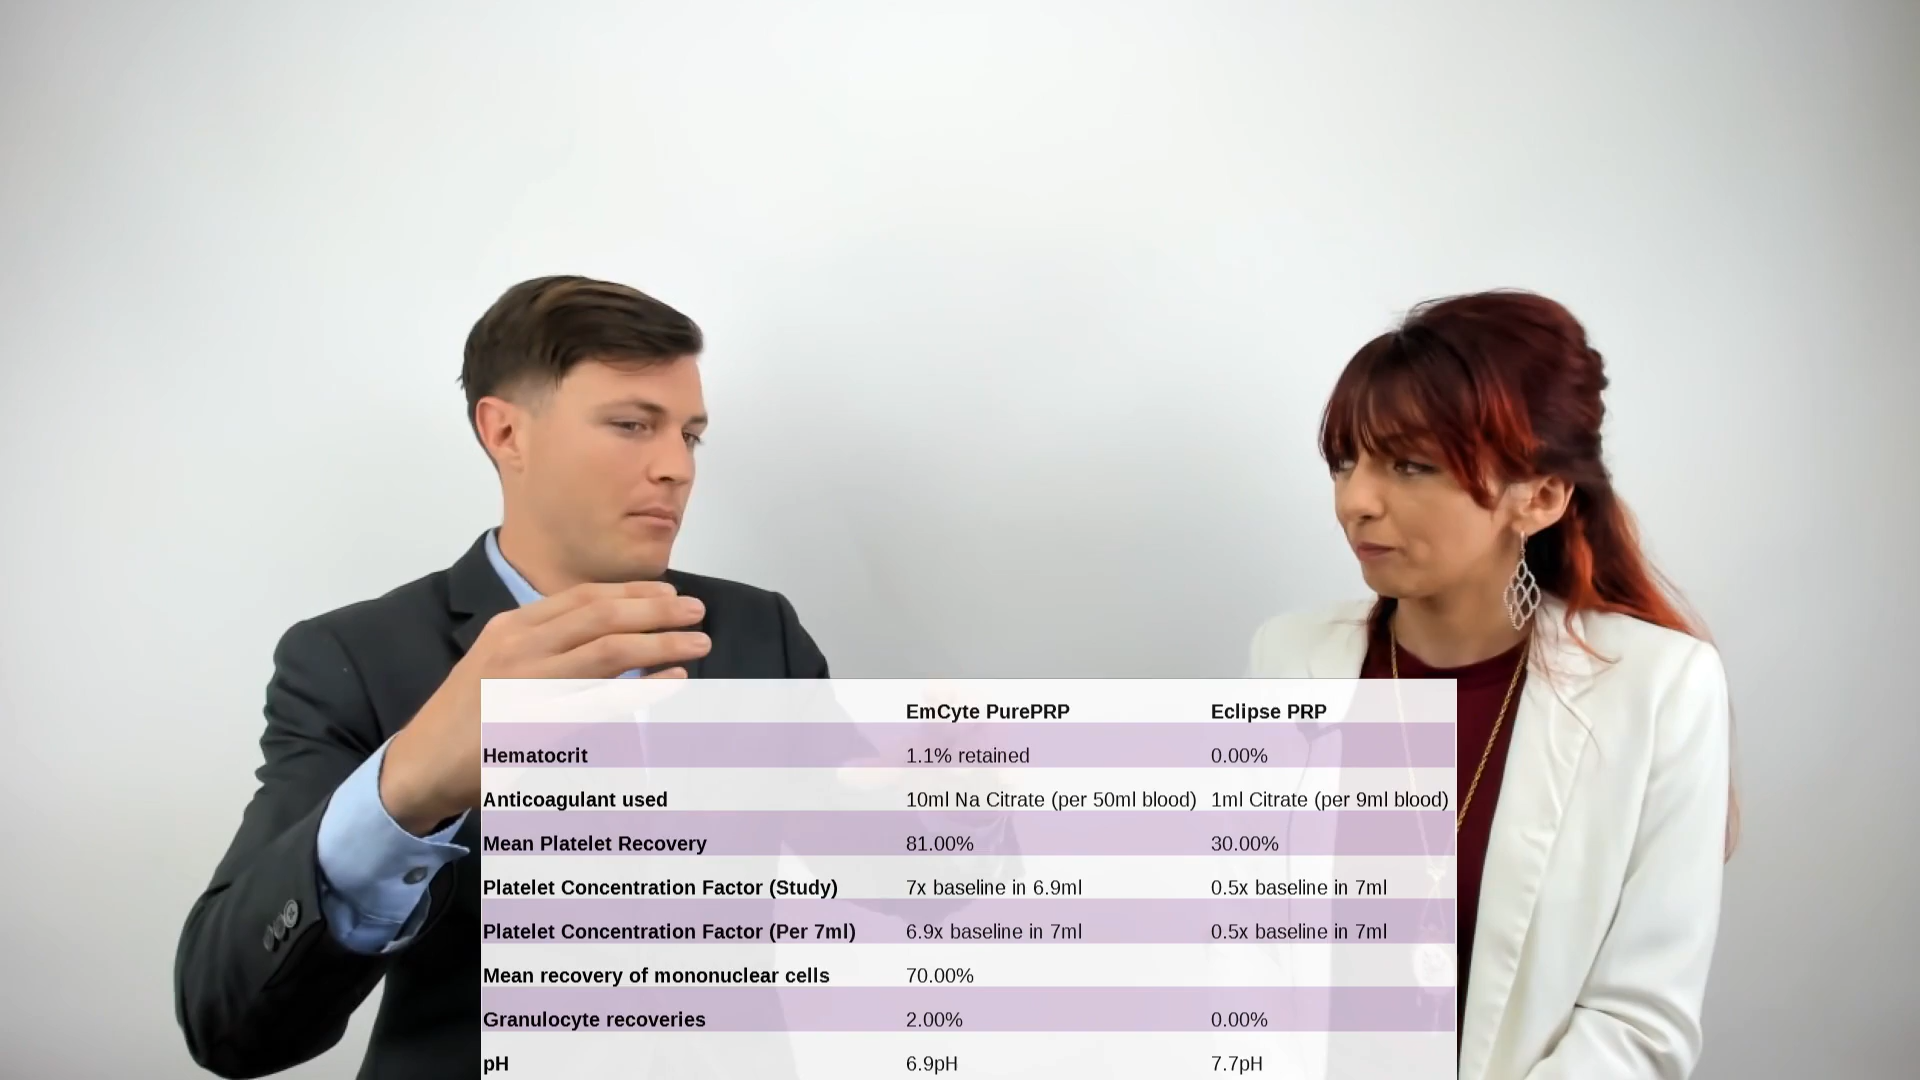 EmCyte PurePRP Eclipse PRP
Hematocrit 1.1% retained 0.00%
Anticoagulant used 10ml Na Citrate (per 50ml blood) 1ml Citrate (per 9ml blood)
Mean Platelet Recovery 81.00% 30.00%
Platelet Concentration Factor (Study) 7x baseline in 6.9ml 0.5x baseline in 7ml
Platelet Concentration Factor (Per 7ml) 6.9x baseline in 7ml 0.5x baseline in 7ml
Mean recovery of mononuclear cells 70.00%
Granulocyte recoveries 2.00% 0.00%
pH 6.9pH 7.7pH